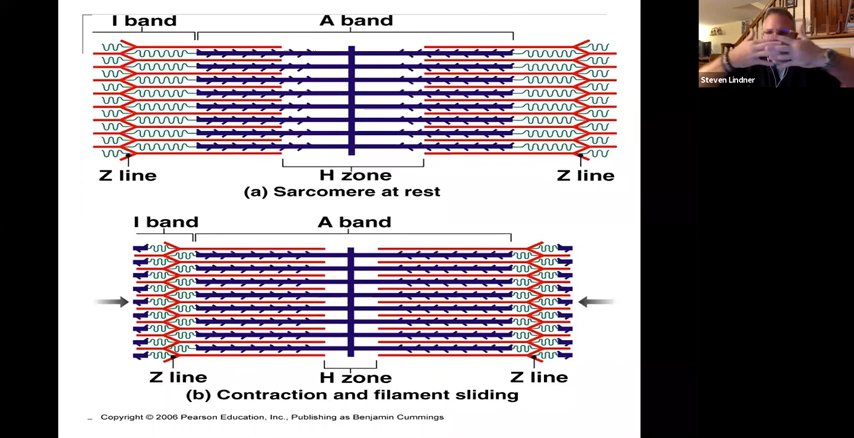 I band
A band
Steven Lindner
Z line
H zone
Z line
(a) Sarcomere at rest
I band
A band
Z line
H zone
Z line
(b) Contraction and filament sliding
Copyright © 2006 Pearson Education, Inc., Publishing as Benjamin Cummings